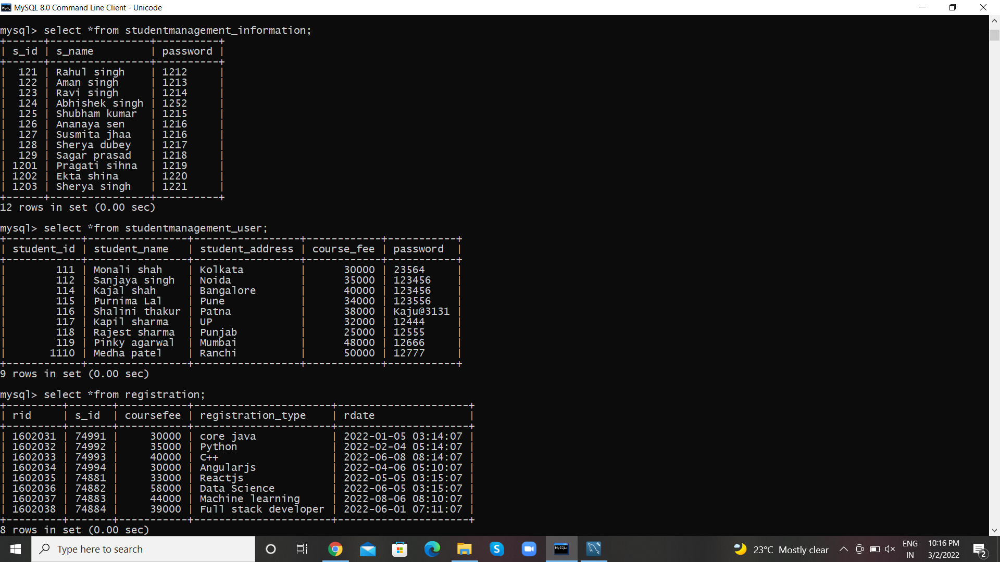 MySQL 8.0 Command Line Client - Unicode
mysql> select *from studentmanagement_information;
+------+----------------+----------+
| s_id | s_name         | password |
+------+----------------+----------+
|  121 | Rahul singh    | 1212     |
|  122 | Aman singh     | 1213     |
|  123 | Ravi singh     | 1214     |
|  124 | Abhishek singh | 1252     |
|  125 | Shubham kumar  | 1215     |
|  126 | Ananaya sen    | 1216     |
|  127 | Susmita jhaa   | 1216     |
|  128 | Sherya dubey   | 1217     |
|  129 | Sagar prasad   | 1218     |
| 1201 | Pragati sihna  | 1219     |
| 1202 | Ekta shina     | 1220     |
| 1203 | Sherya singh   | 1221     |
+------+----------------+----------+
12 rows in set (0.00 sec)
mysql> select *from studentmanagement_user;
+------------+----------------+-----------------+------------+-----------+
| student_id | student_name   | student_address | course_fee | password  |
+------------+----------------+-----------------+------------+-----------+
|        111 | Monali shah    | Kolkata         |      30000 | 23564     |
|        112 | Sanjaya singh  | Noida           |      35000 | 123456    |
|        114 | Kajal shah     | Bangalore       |      40000 | 123456    |
|        115 | Purnima Lal    | Pune            |      34000 | 123556    |
|        116 | Shalini thakur | Patna           |      38000 | Kaju@3131 |
|        117 | Kapil sharma   | UP              |      32000 | 12444     |
|        118 | Rajest sharma  | Punjab          |      25000 | 12555     |
|        119 | Pinky agarwal  | Mumbai          |      48000 | 12666     |
|       1110 | Medha patel    | Ranchi          |      50000 | 12777     |
+------------+----------------+-----------------+------------+-----------+
9 rows in set (0.00 sec)
mysql> select *from registration;
+---------+-------+-----------+----------------------+---------------------+
| rid     | s_id  | coursefee | registration_type    | rdate               |
+---------+-------+-----------+----------------------+---------------------+
| 1602031 | 74991 |     30000 | core java            | 2022-01-05 03:14:07 |
| 1602032 | 74992 |     35000 | Python               | 2022-02-04 05:14:07 |
| 1602033 | 74993 |     40000 | C++                  | 2022-06-08 08:14:07 |
| 1602034 | 74994 |     30000 | Angularjs            | 2022-04-06 05:10:07 |
| 1602035 | 74881 |     33000 | Reactjs              | 2022-05-05 03:15:07 |
| 1602036 | 74882 |     58000 | Data Science         | 2022-06-05 03:15:07 |
| 1602037 | 74883 |     44000 | Machine learning     | 2022-08-06 08:10:07 |
| 1602038 | 74884 |     39000 | Full stack developer | 2022-06-01 07:11:07 |
+---------+-------+-----------+----------------------+---------------------+
8 rows in set (0.00 sec)
Type here to search
23°C Mostly clear
ENG
IN
10:16 PM
3/2/2022
2